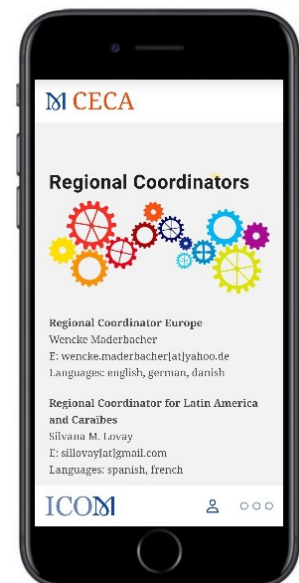 M CECA
Regional Coordinators
Regional Coordinator Europe
Wencke Maderbacher
E: wencke.maderbacher[at]yahoo.de
Languages: english, german, danish
Regional Coordinator for Latin America
and Caraïbes
Silvana M. Lovay
E: sillovay[at]gmail.com
Languages: spanish, french
ICOM